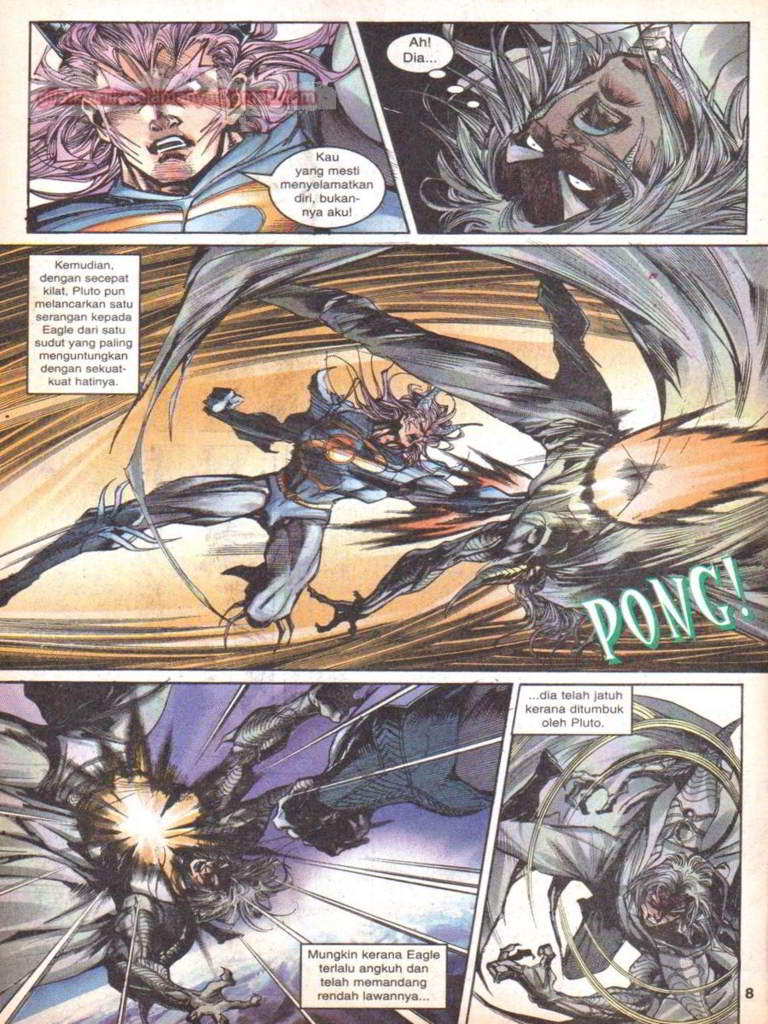 Kau
yang mesti
menyelamatkan
diri, bukan-
nya aku!
Ah!
Dia...
Kemudian,
dengan secepat
kilat, Pluto pun
melancarkan satu
serangan kepada
Eagle dari satu
sudut yang paling
menguntungkan
dengan sekuat-
kuat hatinya.
PONG!
Mungkin kerana Eagle
terlalu angkuh dan
telah memandang
rendah lawannya...
...dia telah jatuh
kerana ditumbuk
oleh Pluto.
8